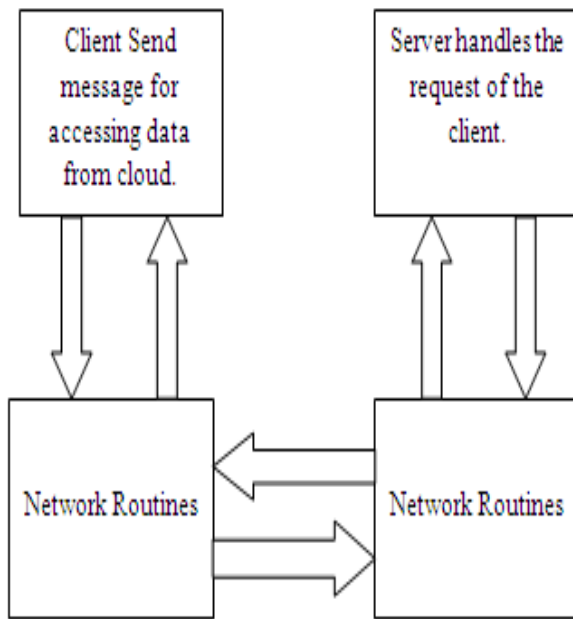 Client Send
message for
accessing data
from cloud.
Server handles the
request of the
client.
Network Routines
Network Routines